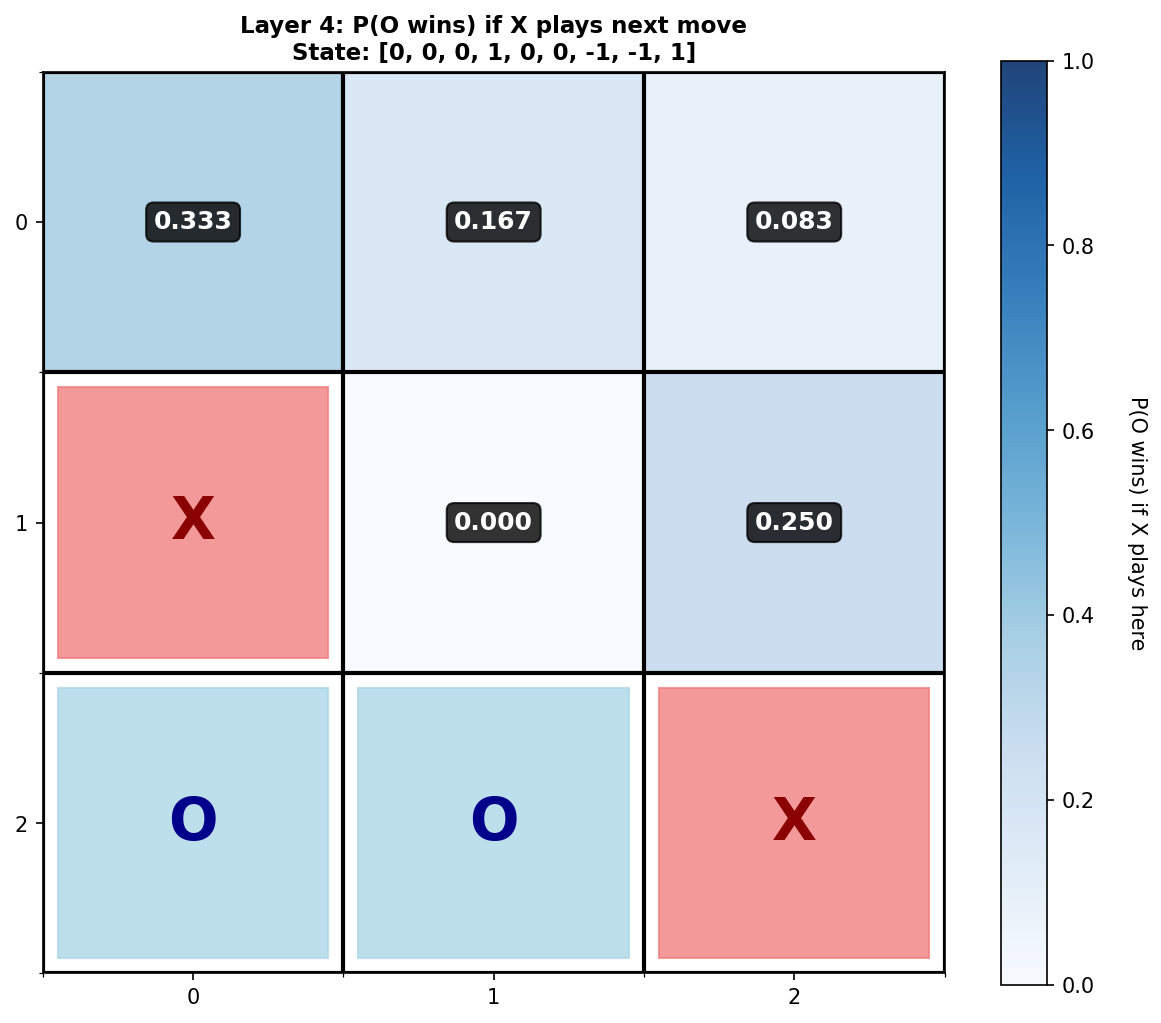 Layer 4: P(O wins) if X plays next move
State: [0, 0, 0, 1, 0, 0, -1, -1, 1]
0
0.333
0.167
0.083
1
X
0.000
0.250
2
O
O
X
0
1
2
1.0
0.8
0.6
0.4
0.2
0.0
P(O wins) if X plays here